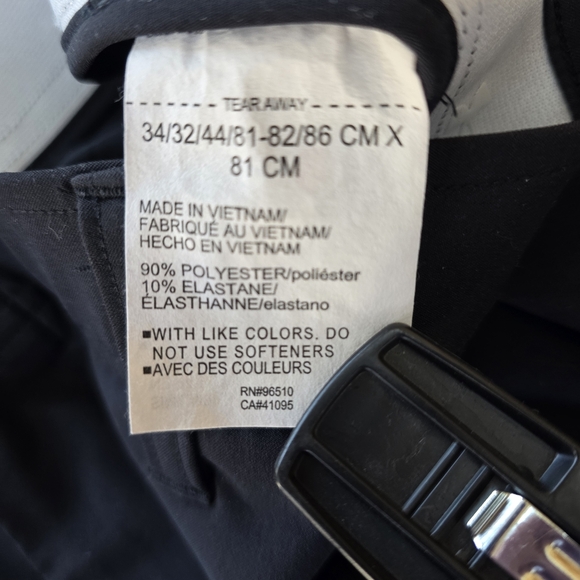 TEAR AWAY
34/32/44/81-82/86 CM X
81 CM
MADE IN VIETNAM/
FABRIQUÉ AU VIETNAM/
HECHO EN VIETNAM
90% POLYESTER/poliéster
10% ELASTANE/
ÉLASTHANNE/elastano
■WITH LIKE COLORS. DO
NOT USE SOFTENERS
■AVEC DES COULEURS
RN#96510
CA#41095